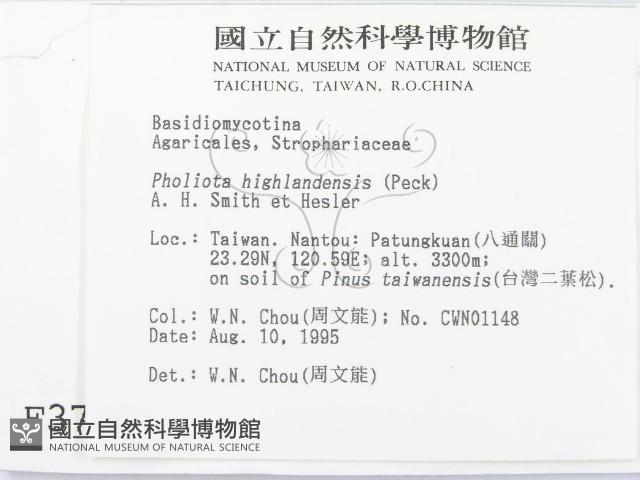 國立自然科學博物館
NATIONAL MUSEUM OF NATURAL SCIENCE
TAICHUNG, TAIWAN, R.O.CHINA
Basidiomycotina
Agaricales, Strophariaceae
Pholiota highlandensis (Peck)
A. H. Smith et Hesler
Loc.: Taiwan. Nantou: Patungkuan(八通關)
23.29N, 120.59E; alt. 3300m;
on soil of Pinus taiwanensis(台灣二葉松).
Col.: W.N. Chou(周文能); No. CWN01148
Date: Aug. 10, 1995
Det.: W.N. Chou(周文能)
國立自然科學博物館
NATIONAL MUSEUM OF NATURAL SCIENCE